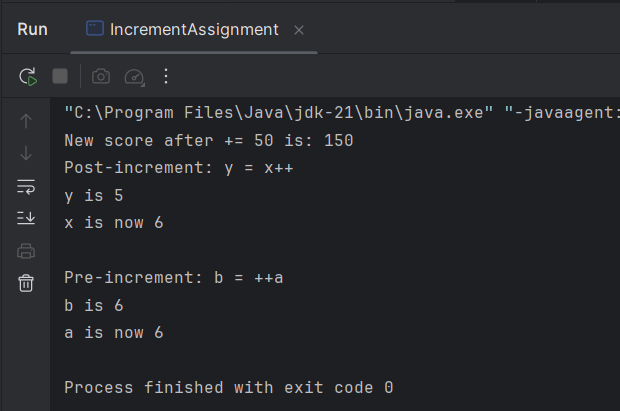 Run IncrementAssignment
"C:\Program Files\Java\jdk-21\bin\java.exe" "-javaagent:
New score after += 50 is: 150
Post-increment: y = x++
y is 5
x is now 6
Pre-increment: b = ++a
b is 6
a is now 6
Process finished with exit code 0